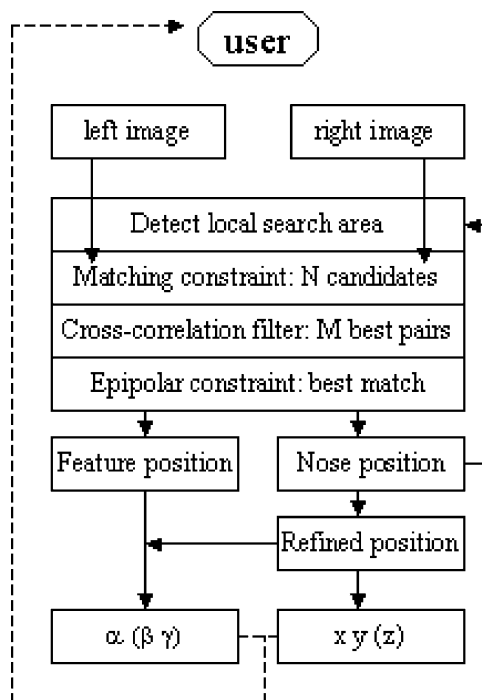 user
left image
right image
Detect local search area
Matching constraint: N candidates
Cross-correlation filter: M best pairs
Epipolar constraint: best match
Feature position
Nose position
Refined position
α (β γ)
x y (z)